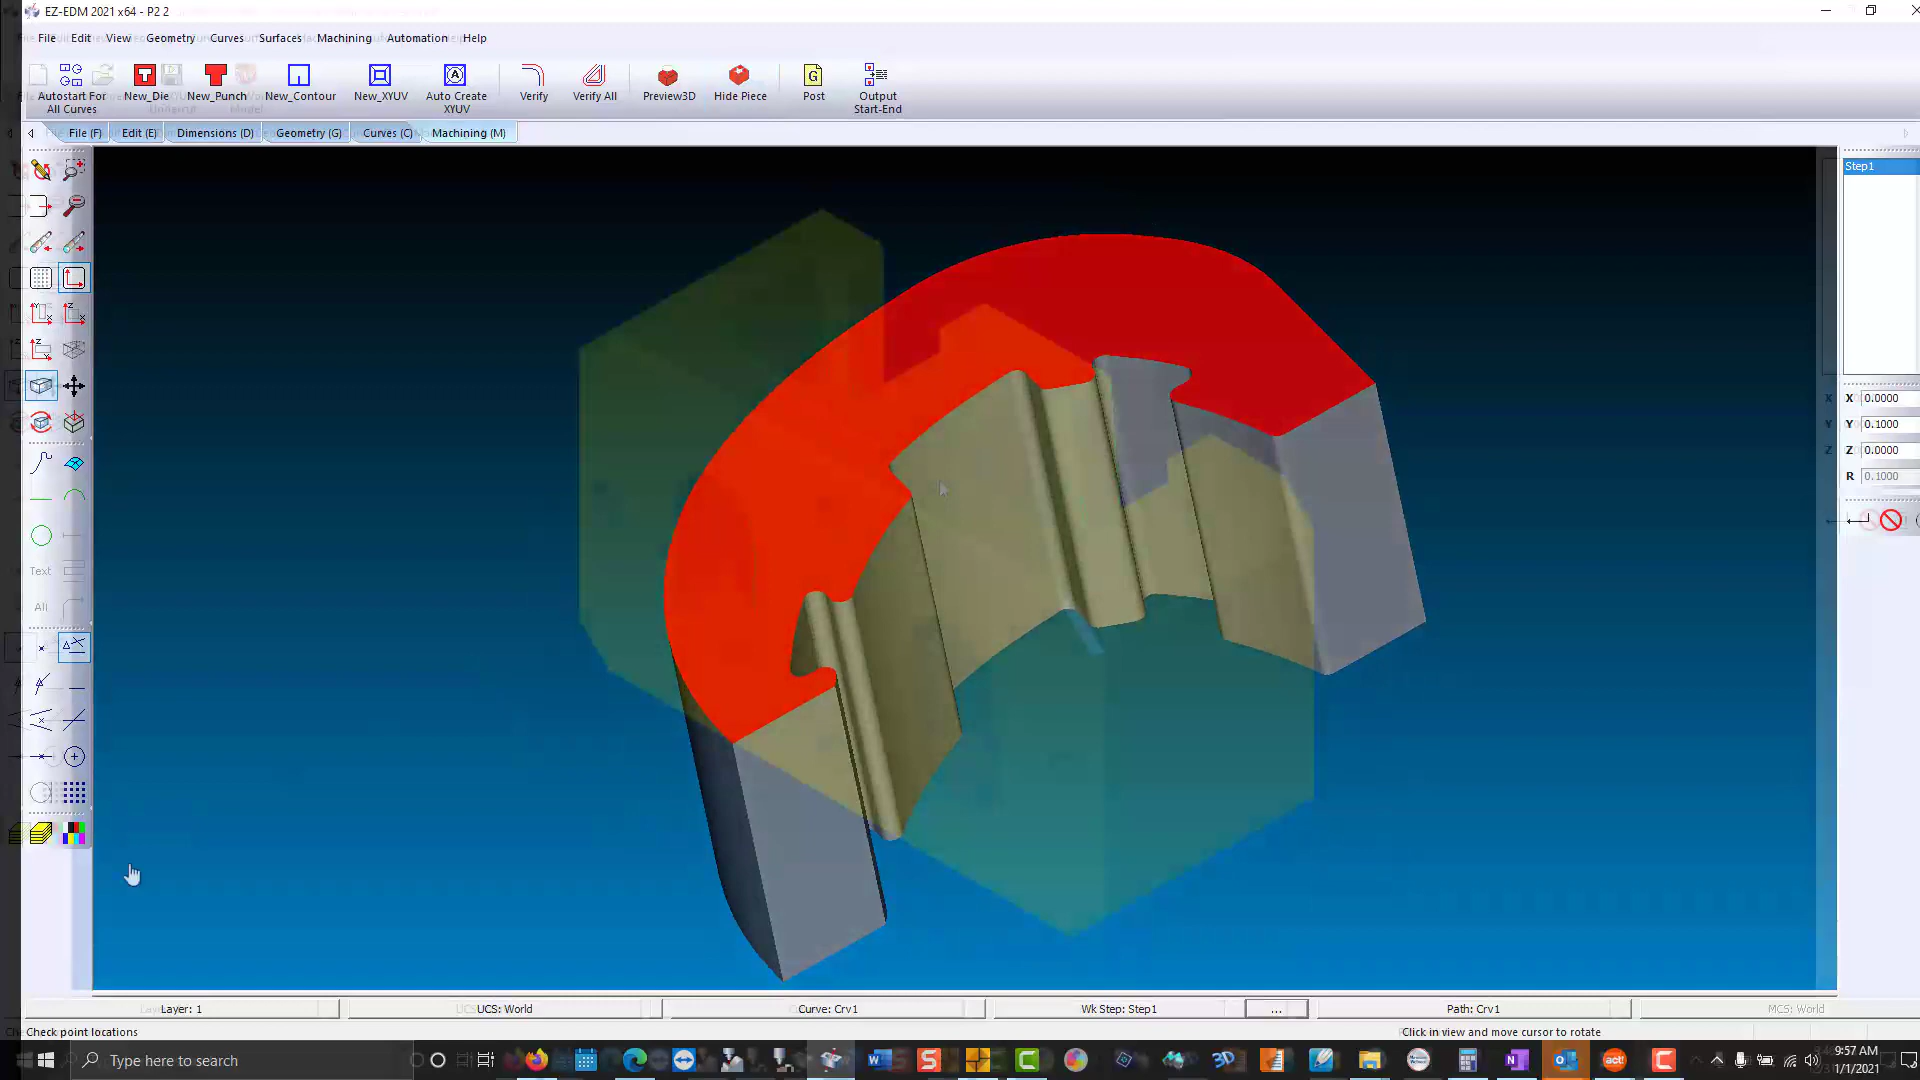 EZ-EDM 2021 x64 - P2 2
File Edit View Geometry Curves Surfaces Machining Automation Help
Autostart For All Curves New_Die New_Punch New_Contour New_XYUV Auto Create XYUV Verify Verify All Preview3D Hide Piece Post Output Start-End
File (F) Edit (E) Dimensions (D) Geometry (G) Curves (C) Machining (M)
Step1
X 0.0000
Y 0.1000
Z 0.0000
R 0.1000
Text
All
Layer: 1 UCS: World Curve: Crv1 Wk Step: Step1 ... Path: Crv1 MCS: World
Check point locations Click in view and move cursor to rotate
Type here to search
9:57 AM
1/1/2021